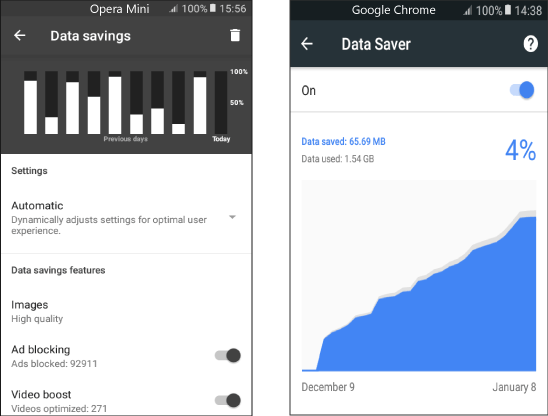 Opera Mini 100% 15:56
Data savings
100%
50%
Previous days Today
Settings
Automatic
Dynamically adjusts settings for optimal user
experience.
Data savings features
Images
High quality
Ad blocking
Ads blocked: 92911
Video boost
Videos optimized: 271
Google Chrome 100% 14:38
Data Saver ?
On
Data saved: 65.69 MB
Data used: 1.54 GB
4%
December 9 January 8